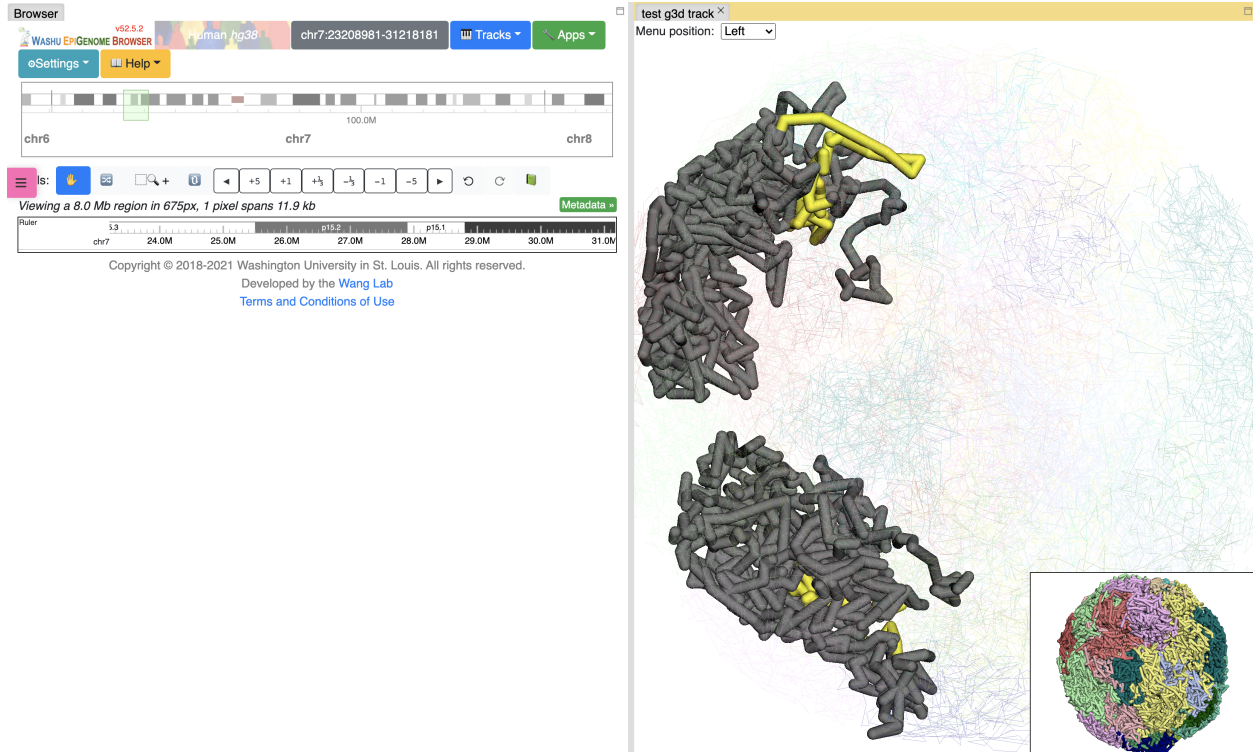 Browser
test g3d track
Menu position: Left
v52.5.2
WASHU EPIGENOME BROWSER
Human hg38
chr7:23208981-31218181
Tracks
Apps
Settings
Help
100.0M
chr6 chr7 chr8
ls:
+5 +1 +⅓ -⅓ -1 -5
Viewing a 8.0 Mb region in 675px, 1 pixel spans 11.9 kb
Metadata »
Ruler
5.3 p15.2 p15.1
chr7 24.0M 25.0M 26.0M 27.0M 28.0M 29.0M 30.0M 31.0M
Copyright © 2018-2021 Washington University in St. Louis. All rights reserved.
Developed by the Wang Lab
Terms and Conditions of Use